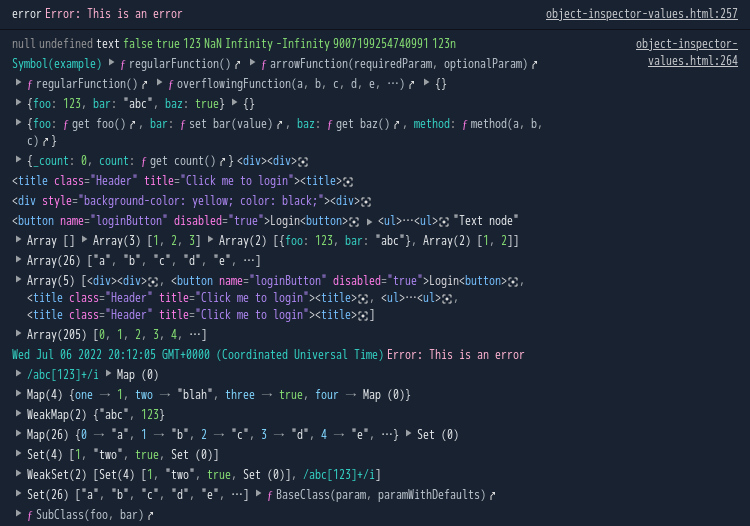 error Error: This is an error object-inspector-values.html:257
null undefined text false true 123 NaN Infinity -Infinity 9007199254740991 123n object-inspector-
values.html:264
Symbol(example) ▶ ƒ regularFunction() ▶ ƒ arrowFunction(requiredParam, optionalParam)
▶ ƒ regularFunction() ▶ ƒ overflowingFunction(a, b, c, d, e, …) ▶ {}
▶ {foo: 123, bar: "abc", baz: true} ▶ {}
▶ {foo: ƒ get foo(), bar: ƒ set bar(value), baz: ƒ get baz(), method: ƒ method(a, b,
c)}
▶ {_count: 0, count: ƒ get count()} <div><div>
<title class="Header" title="Click me to login"><title>
<div style="background-color: yellow; color: black;"><div>
<button name="loginButton" disabled="true">Login<button> ▶ <ul>⋯<ul> "Text node"
▶ Array [] ▶ Array(3) [1, 2, 3] ▶ Array(2) [{foo: 123, bar: "abc"}, Array(2) [1, 2]]
▶ Array(26) ["a", "b", "c", "d", "e", …]
▶ Array(5) [<div><div>, <button name="loginButton" disabled="true">Login<button>,
<title class="Header" title="Click me to login"><title>, <ul>⋯<ul>,
<title class="Header" title="Click me to login"><title>]
▶ Array(205) [0, 1, 2, 3, 4, …]
Wed Jul 06 2022 20:12:05 GMT+0000 (Coordinated Universal Time) Error: This is an error
▶ /abc[123]+/i ▶ Map (0)
▶ Map(4) {one → 1, two → "blah", three → true, four → Map (0)}
▶ WeakMap(2) {"abc", 123}
▶ Map(26) {0 → "a", 1 → "b", 2 → "c", 3 → "d", 4 → "e", …} ▶ Set (0)
▶ Set(4) [1, "two", true, Set (0)]
▶ WeakSet(2) [Set(4) [1, "two", true, Set (0)], /abc[123]+/i]
▶ Set(26) ["a", "b", "c", "d", "e", …] ▶ ƒ BaseClass(param, paramWithDefaults)
▶ ƒ SubClass(foo, bar)